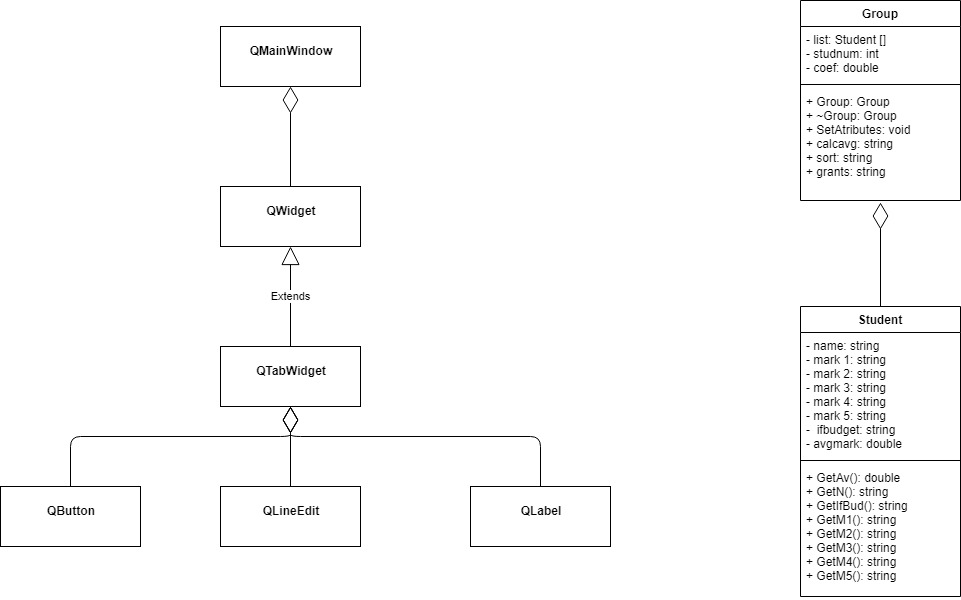 QMainWindow
QWidget
Extends
QTabWidget
QButton
QLineEdit
QLabel
Group
- list: Student []
- studnum: int
- coef: double
+ Group: Group
+ ~Group: Group
+ SetAtributes: void
+ calcavg: string
+ sort: string
+ grants: string
Student
- name: string
- mark 1: string
- mark 2: string
- mark 3: string
- mark 4: string
- mark 5: string
-  ifbudget: string
- avgmark: double
+ GetAv(): double
+ GetN(): string
+ GetIfBud(): string
+ GetM1(): string
+ GetM2(): string
+ GetM3(): string
+ GetM4(): string
+ GetM5(): string